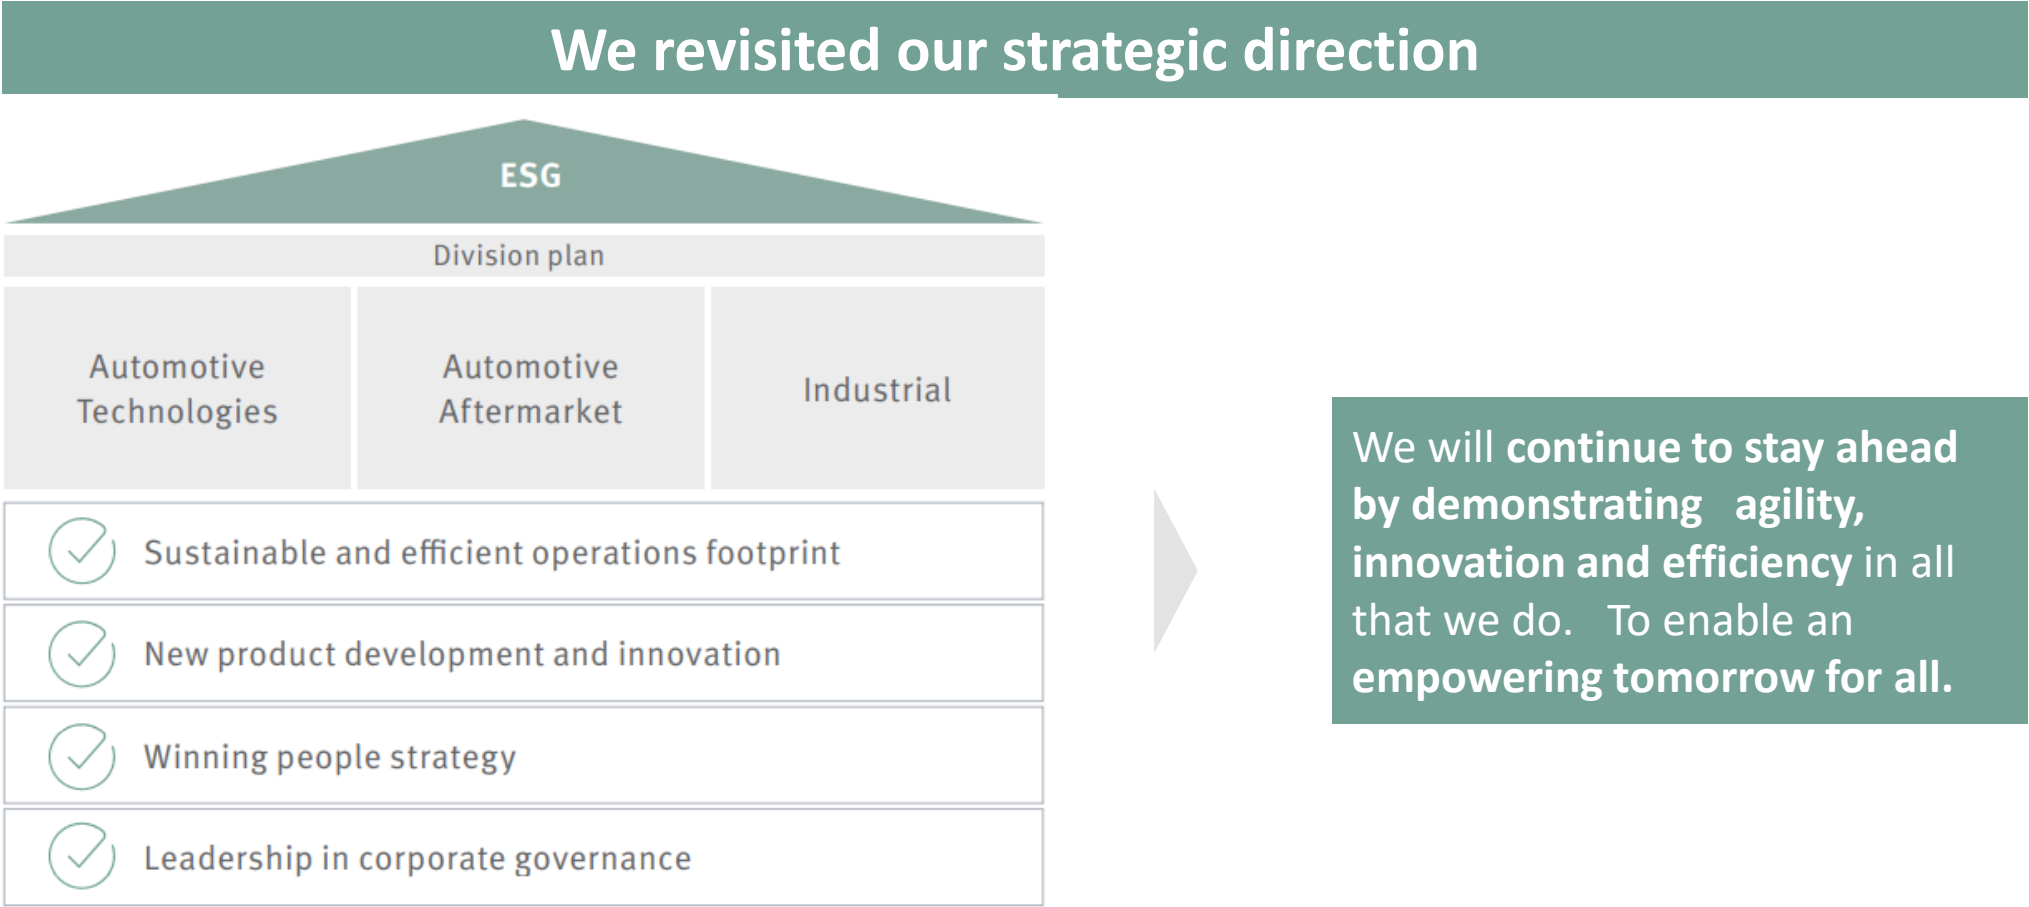 We revisited our strategic direction
ESG
Division plan
Automotive
Technologies
Automotive
Aftermarket
Industrial
Sustainable and efficient operations footprint
New product development and innovation
Winning people strategy
Leadership in corporate governance
We will continue to stay ahead
by demonstrating agility,
innovation and efficiency in all
that we do. To enable an
empowering tomorrow for all.